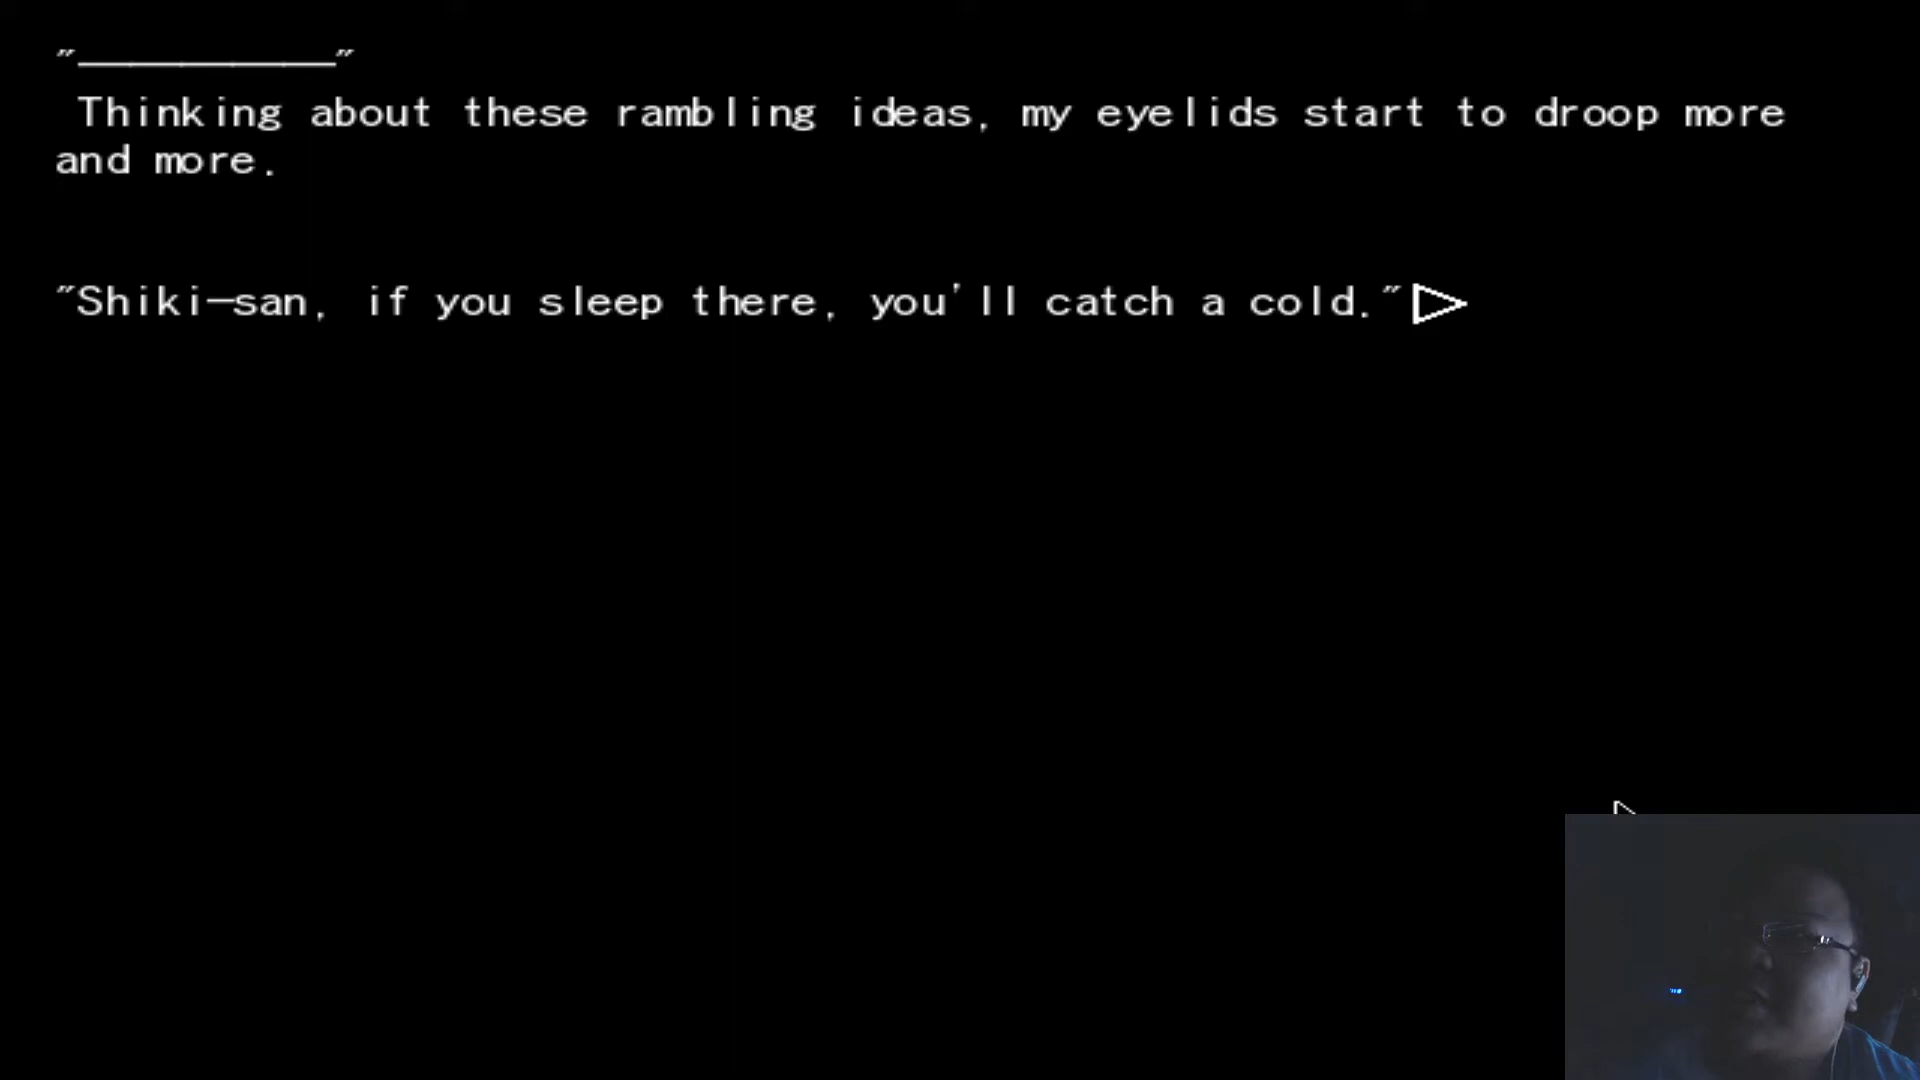 "――――――――――"
Thinking about these rambling ideas, my eyelids start to droop more
and more.
"Shiki—san, if you sleep there, you'll catch a cold."